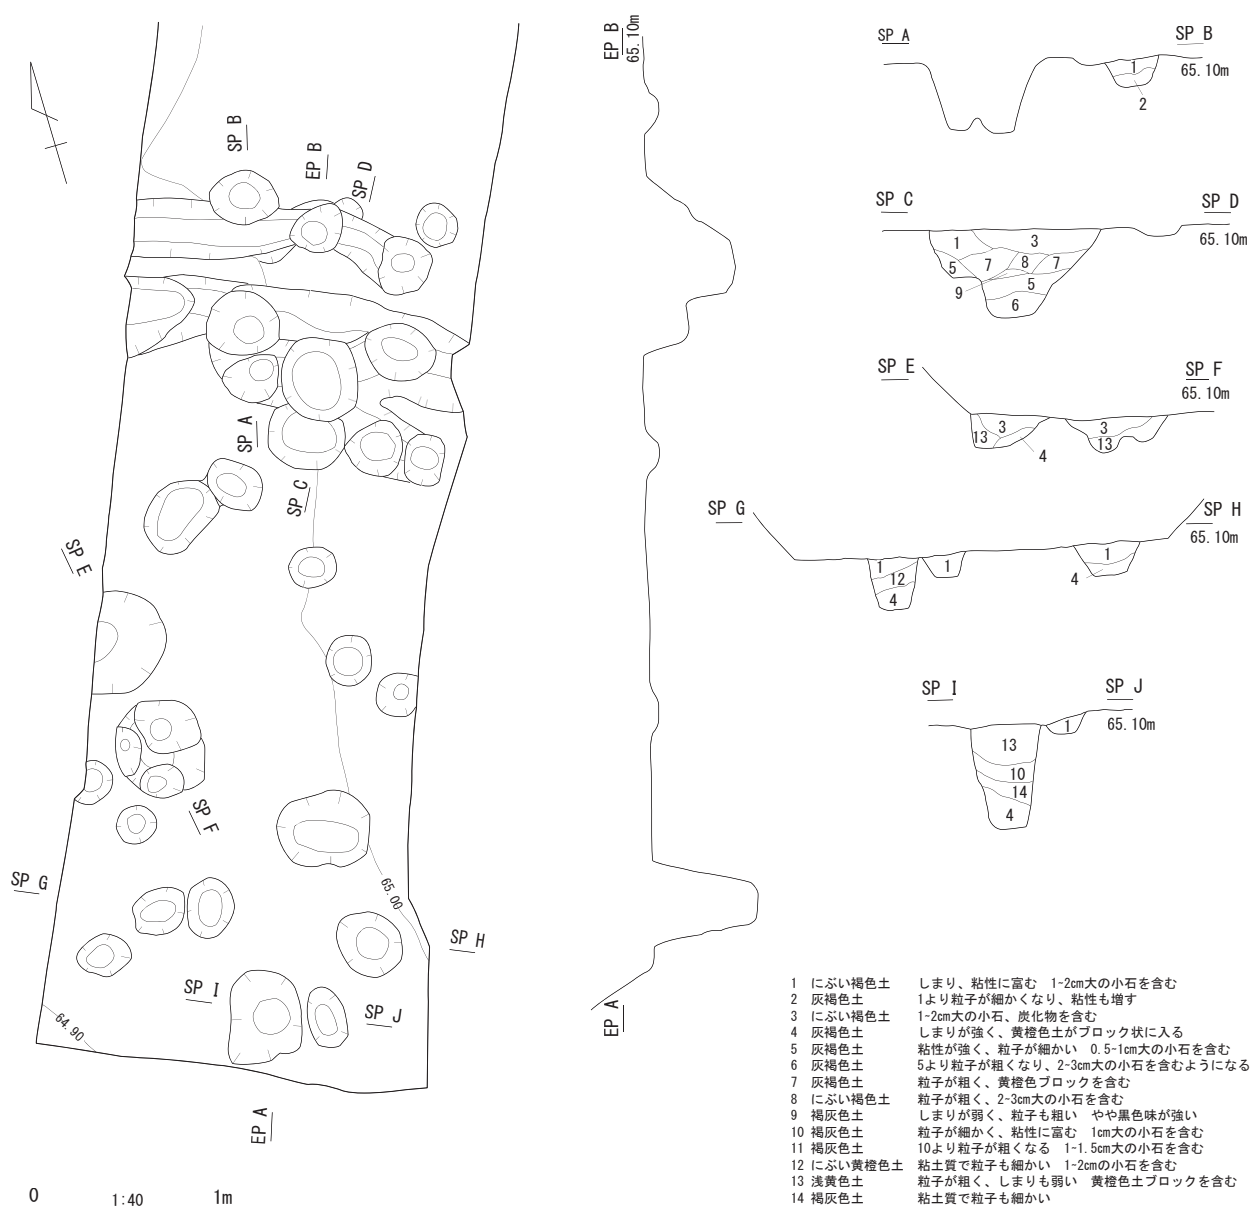 SP B
EP B
SP D
SP A
SP C
SP E
SP F
SP G
65.00
SP H
SP I
SP J
64.90
EP A
0 1:40 1m
EP B
65.10m
EP A
SP A
SP B
65.10m
1
2
SP C
SP D
65.10m
1
3
5
7
8
7
9
5
6
SP E
SP F
65.10m
3
13
4
3
13
SP G
SP H
65.10m
1
12
4
1
1
4
SP I
SP J
65.10m
13
10
14
4
1
1 にぶい褐色土 しまり、粘性に富む 1-2cm大の小石を含む
2 灰褐色土 1より粒子が細かくなり、粘性も増す
3 にぶい褐色土 1-2cm大の小石、炭化物を含む
4 灰褐色土 しまりが強く、黄橙色土がブロック状に入る
5 灰褐色土 粘性が強く、粒子が細かい 0.5-1cm大の小石を含む
6 灰褐色土 5より粒子が粗くなり、2-3cm大の小石を含むようになる
7 灰褐色土 粒子が粗く、黄橙色ブロックを含む
8 にぶい褐色土 粒子が粗く、2-3cm大の小石を含む
9 褐灰色土 しまりが弱く、粒子も粗い やや黒色味が強い
10 褐灰色土 粒子が細かく、粘性に富む 1cm大の小石を含む
11 褐灰色土 10より粒子が粗くなる 1-1.5cm大の小石を含む
12 にぶい黄橙色土 粘土質で粒子も細かい 1-2cmの小石を含む
13 浅黄色土 粒子が粗く、しまりも弱い 黄橙色土ブロックを含む
14 褐灰色土 粘土質で粒子も細かい